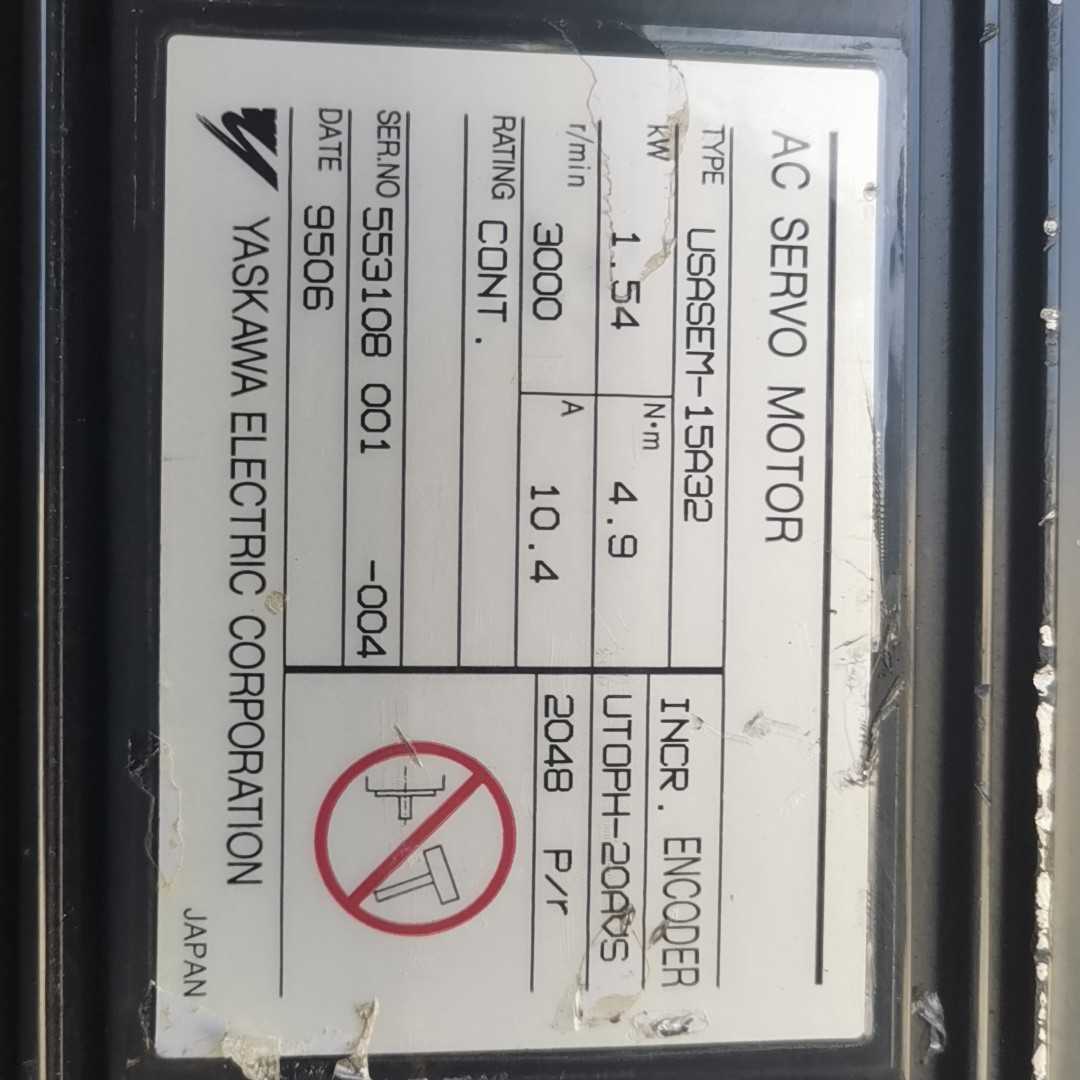 AC SERVO MOTOR
TYPE USASEM-15A32
kW 1.54 N·m 4.9
r/min 3000 A 10.4
RATING CONT.
SER.NO 553108 001 -004
DATE 9506
INCR. ENCODER
UTOPH-20AVS
2048 P/r
YASKAWA ELECTRIC CORPORATION
JAPAN